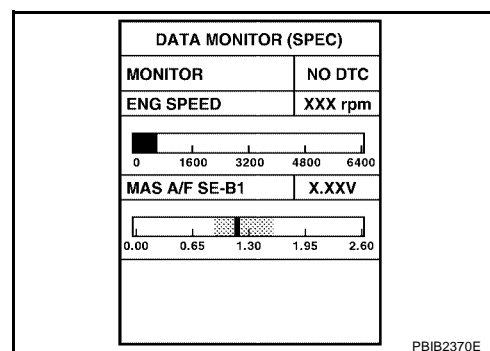 DATA MONITOR (SPEC)
MONITOR NO DTC
ENG SPEED XXX rpm
0 1600 3200 4800 6400
MAS A/F SE-B1 X.XXV
0.00 0.65 1.30 1.95 2.60
PBIB2370E